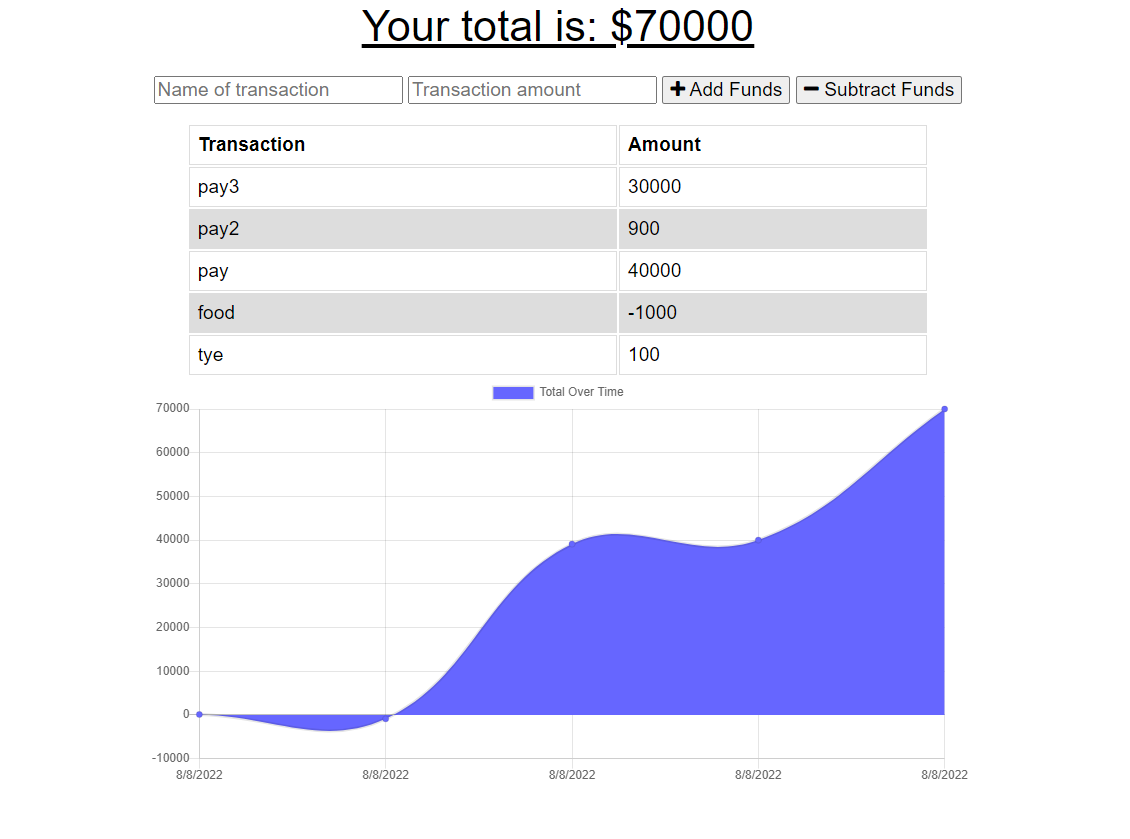 Your total is: $70000
Name of transaction Transaction amount Add Funds Subtract Funds
Transaction Amount
pay3 30000
pay2 900
pay 40000
food -1000
tye 100
Total Over Time
70000
60000
50000
40000
30000
20000
10000
0
-10000
8/8/2022 8/8/2022 8/8/2022 8/8/2022 8/8/2022